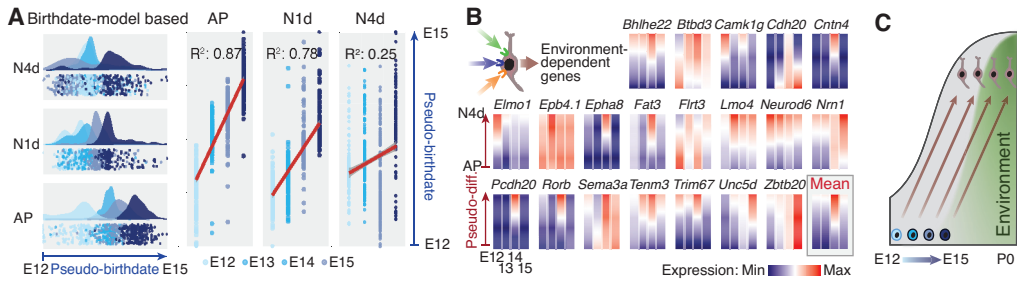 A
Birthdate-model based
AP
N1d
N4d
N4d
N1d
AP
E12 Pseudo-birthdate E15
R²: 0.87
R²: 0.78
R²: 0.25
E15
Pseudo-birthdate
E12
E12 E13 E14 E15
B
Environment-
dependent
genes
Bhlhe22 Btbd3 Camk1g Cdh20 Cntn4
N4d
AP
Elmo1 Epb4.1 Epha8 Fat3 Flrt3 Lmo4 Neurod6 Nrn1
Pseudo-diff
Pcdh20 Rorb Sema3a Tenm3 Trim67 Unc5d Zbtb20 Mean
E12 14
13 15
Expression: Min Max
C
Environment
E12 E15 P0